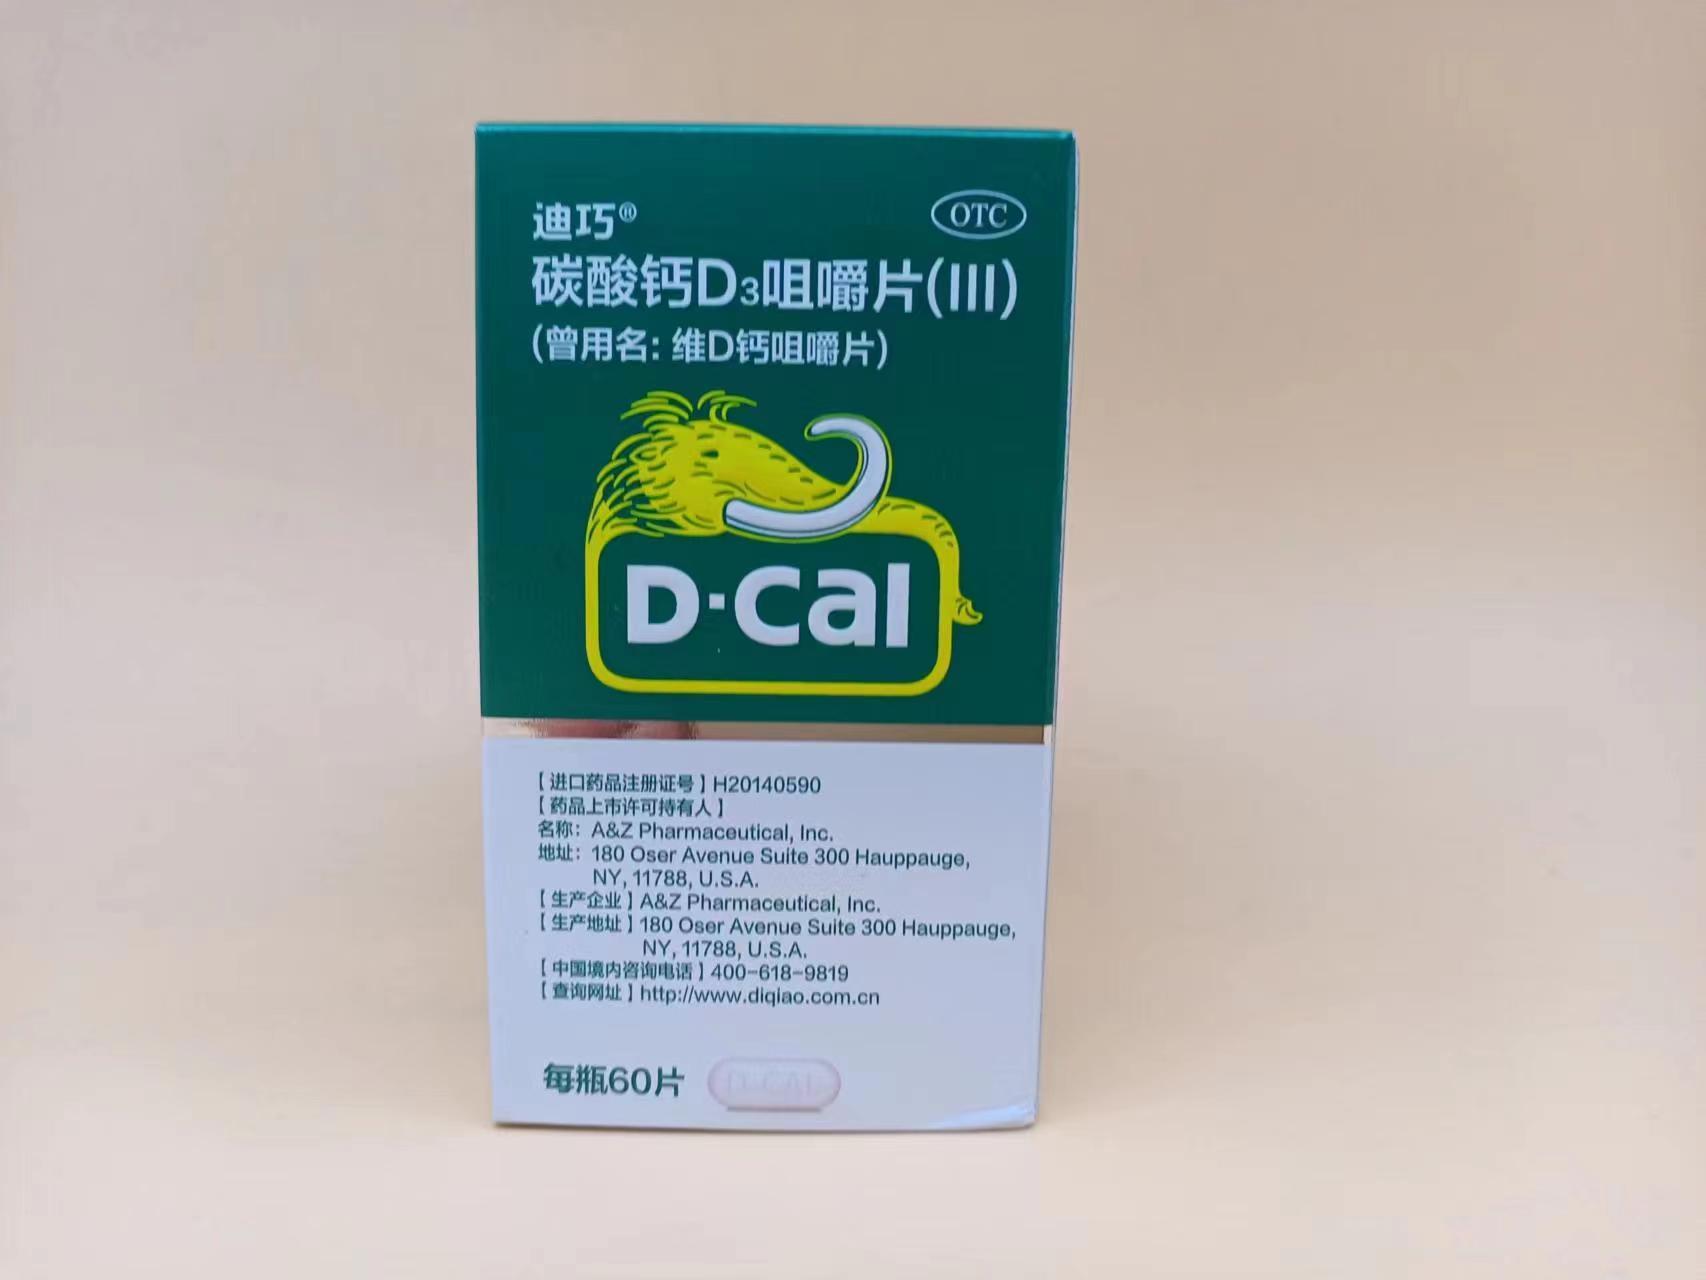 迪巧®
OTC
碳酸钙D3咀嚼片(III)
(曾用名: 维D钙咀嚼片)
D·Cal
【进口药品注册证号】H20140590
【药品上市许可持有人】
名称: A&Z Pharmaceutical, Inc.
地址: 180 Oser Avenue Suite 300 Hauppauge,
NY, 11788, U.S.A.
【生产企业】A&Z Pharmaceutical, Inc.
【生产地址】180 Oser Avenue Suite 300 Hauppauge,
NY, 11788, U.S.A.
【中国境内咨询电话】400-618-9819
【查询网址】http://www.diqiao.com.cn
每瓶60片
D-CAL